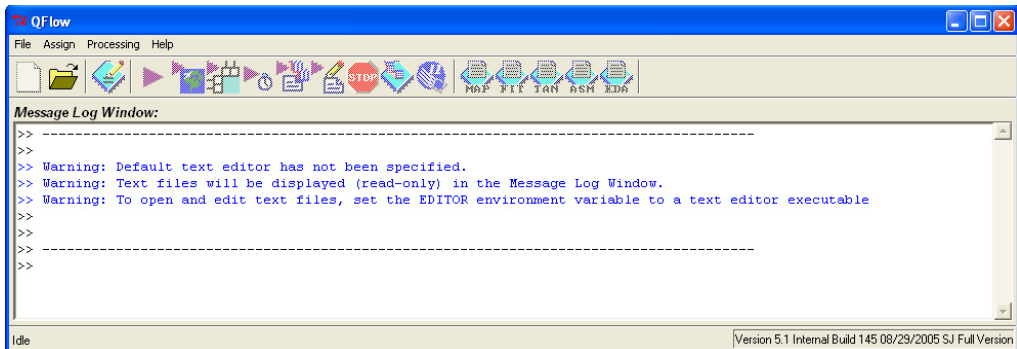 QFlow
File Assign Processing Help
STOP MAP FIT TAN ASM EDA
Message Log Window:
>> ---------------------------------------------------------------------------------------
>>
>> Warning: Default text editor has not been specified.
>> Warning: Text files will be displayed (read-only) in the Message Log Window.
>> Warning: To open and edit text files, set the EDITOR environment variable to a text editor executable
>>
>>
>> ---------------------------------------------------------------------------------------
>>
Idle
Version 5.1 Internal Build 145 08/29/2005 SJ Full Version